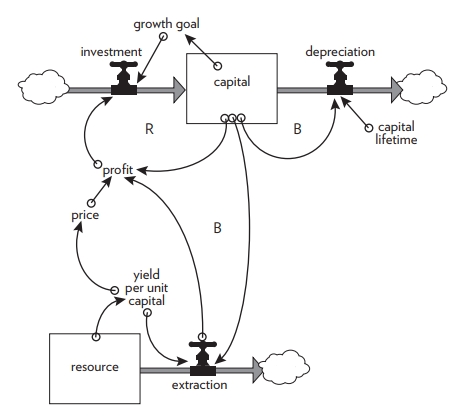 growth goal
investment
depreciation
capital
R
B
capital
lifetime
profit
price
B
yield
per unit
capital
resource
extraction